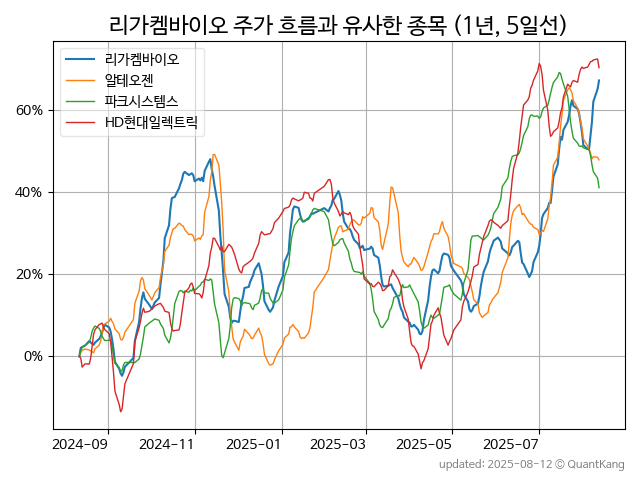 리가켐바이오 주가 흐름과 유사한 종목 (1년, 5일선)
리가켐바이오
알테오젠
파크시스템스
HD현대일렉트릭
60%
40%
20%
0%
2024-09 2024-11 2025-01 2025-03 2025-05 2025-07
updated: 2025-08-12 © QuantKang